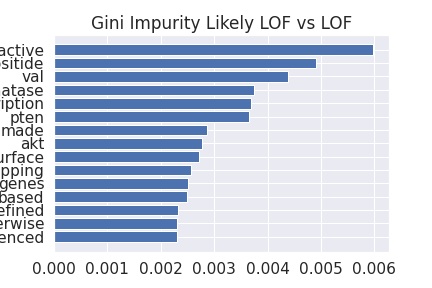 Gini Impurity Likely LOF vs LOF
active
ositide
val
atase
ription
pten
made
akt
urface
pping
genes
based
efined
erwise
enced
0.000 0.001 0.002 0.003 0.004 0.005 0.006